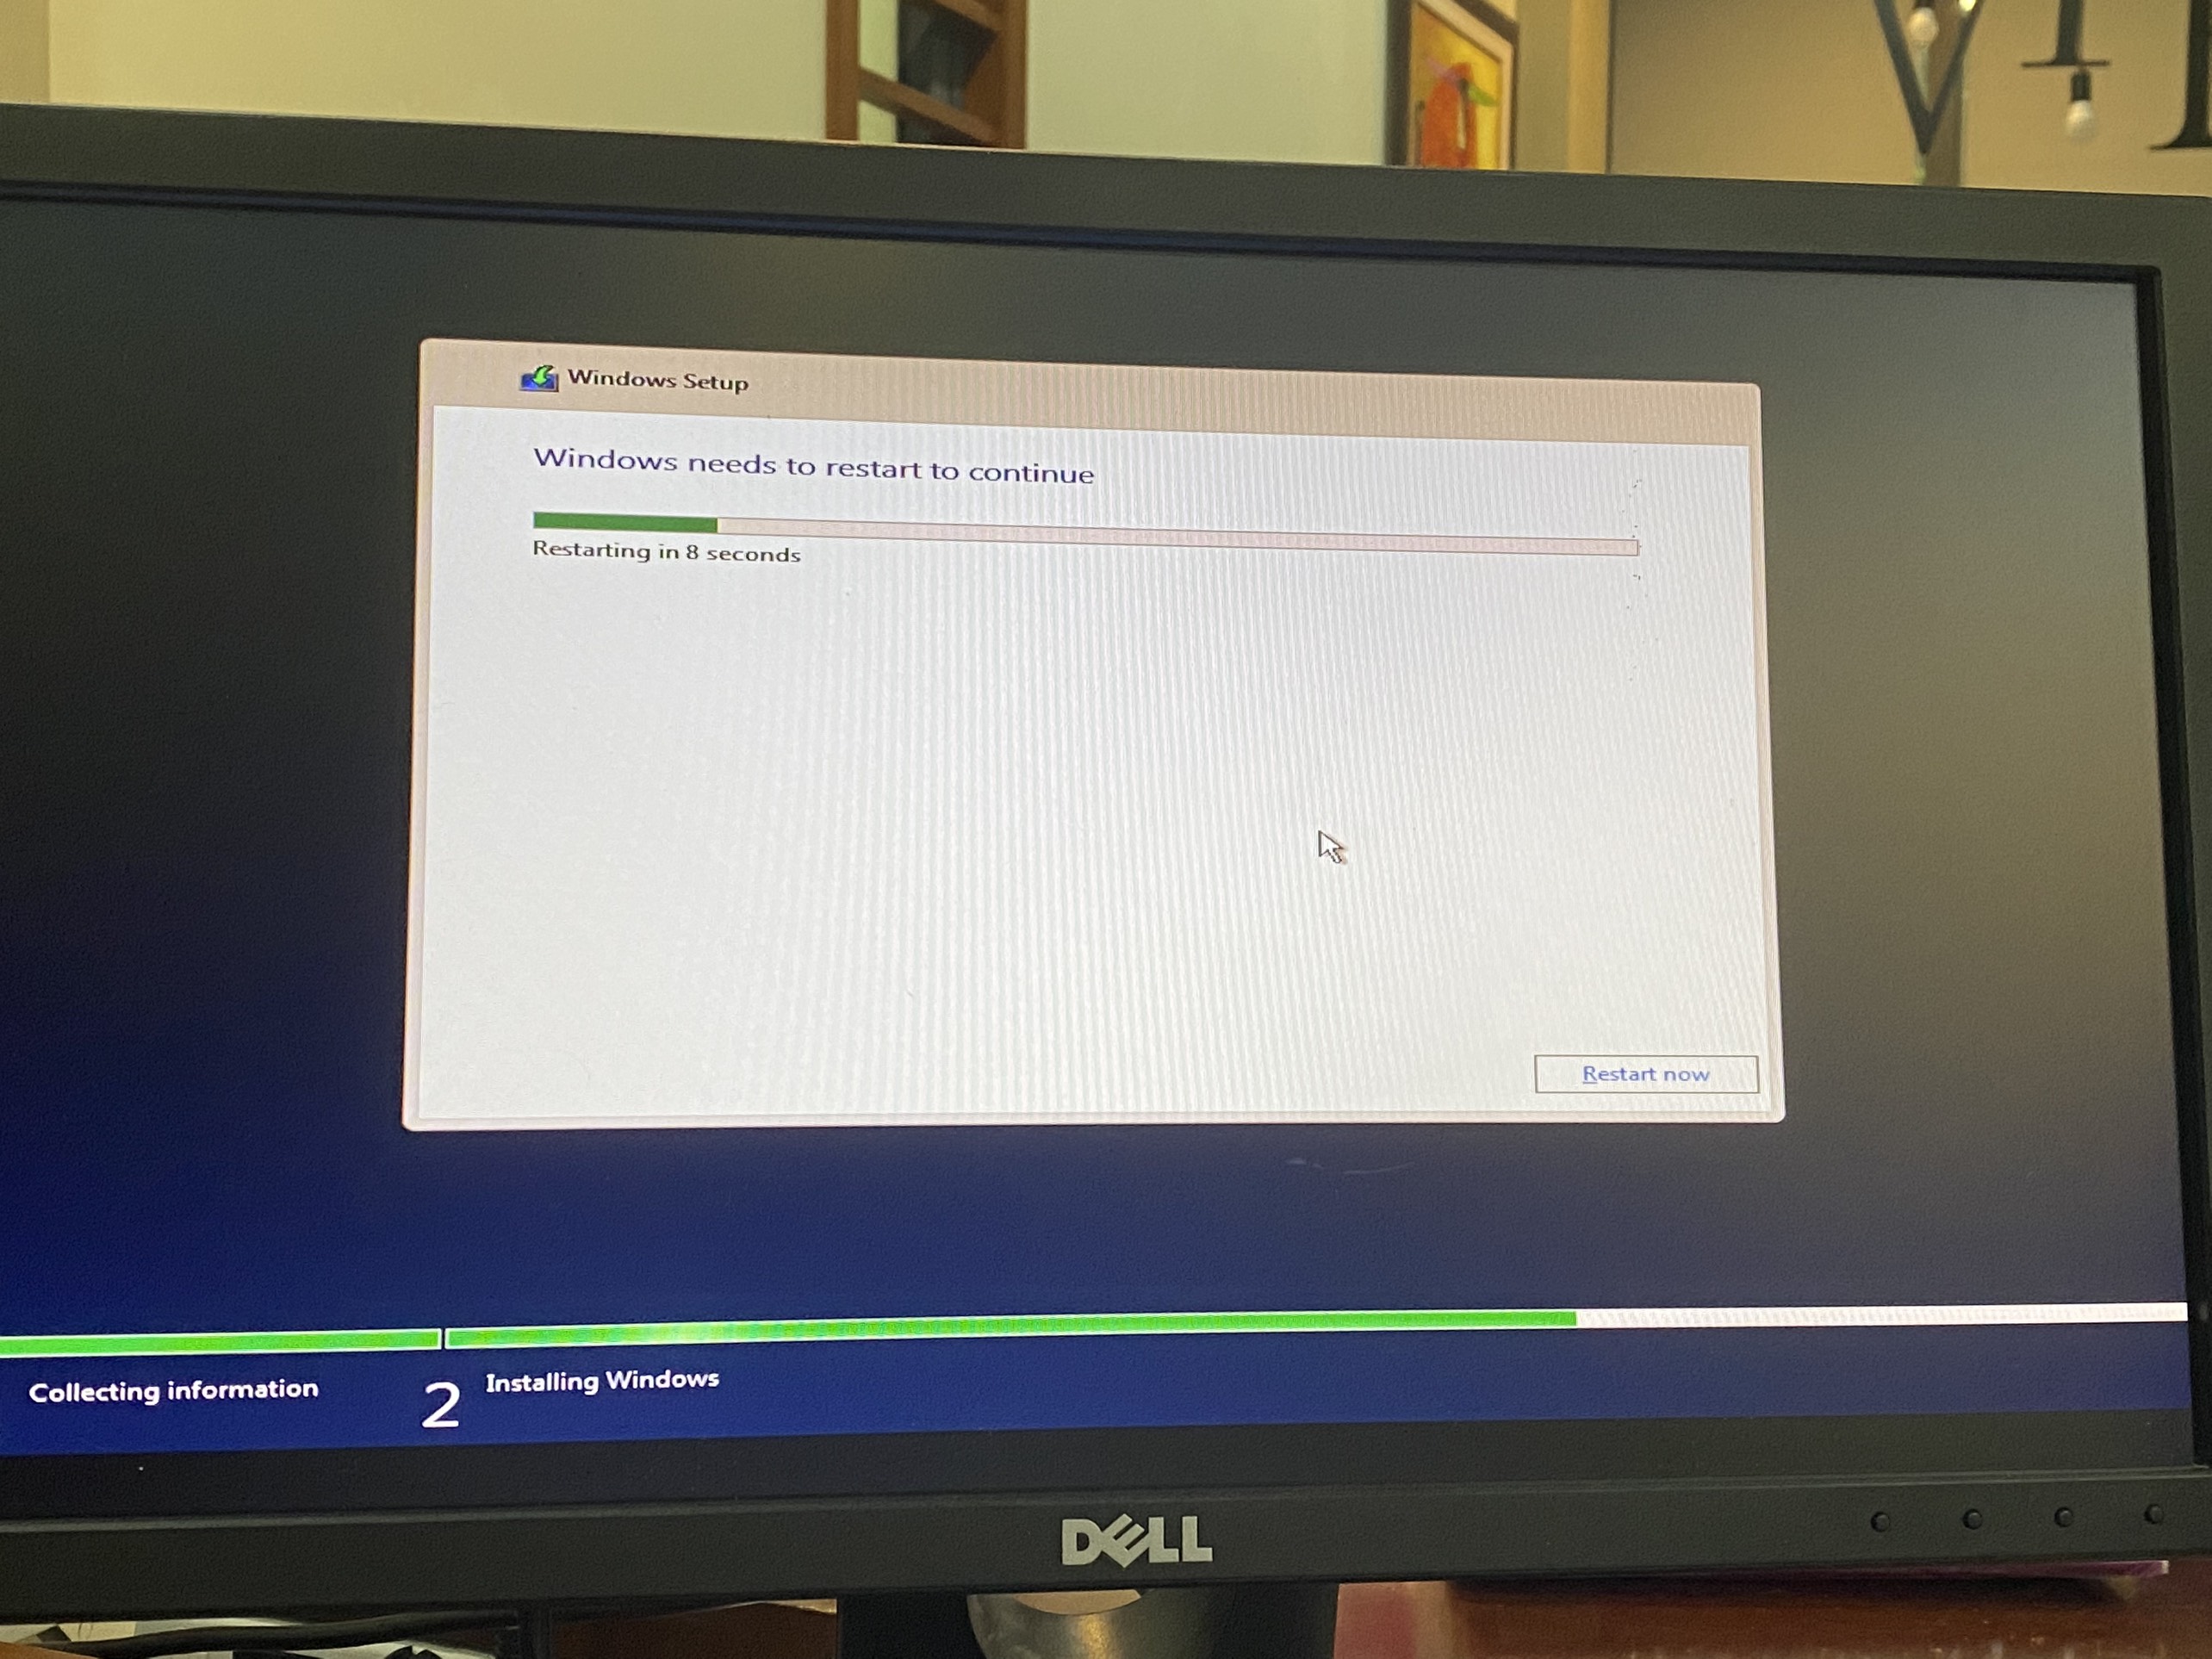 Windows Setup
Windows needs to restart to continue
Restarting in 8 seconds
Restart now
Collecting information
2 Installing Windows
DELL